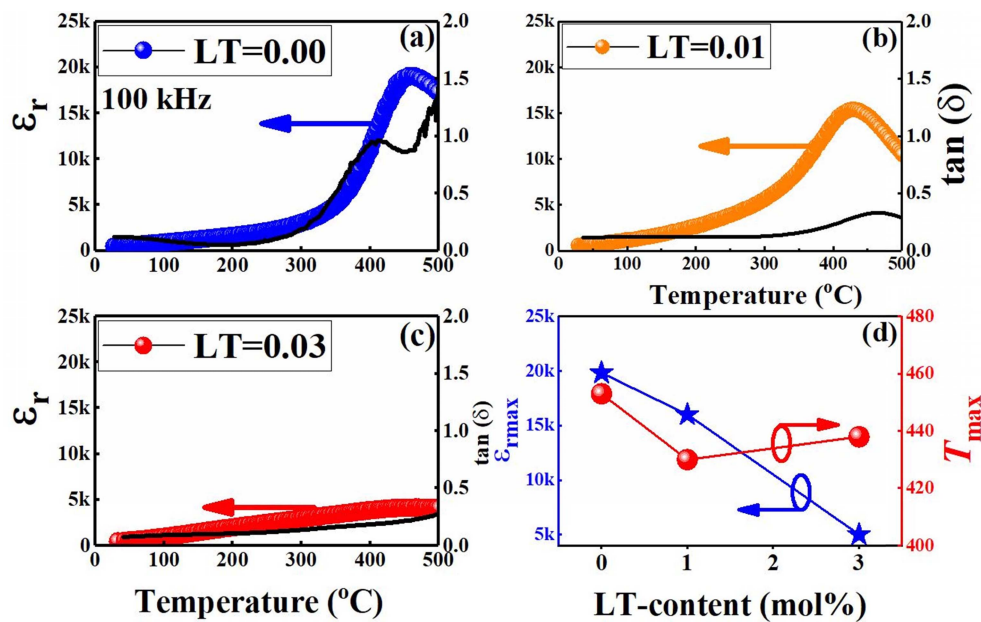 25k
20k
15k
10k
5k
0
εr
LT=0.00
(a)
100 kHz
2.0
1.5
1.0
0.5
0.0
0 100 200 300 400 500
25k
20k
15k
10k
5k
0
LT=0.01
(b)
2.0
1.5
1.0
0.5
0.0
tan (δ)
0 100 200 300 400 500
Temperature (°C)
25k
20k
15k
10k
5k
0
εr
LT=0.03
(c)
2.0
1.5
1.0
0.5
0.0
tan (δ)
0 100 200 300 400 500
Temperature (°C)
εrmax
25k
20k
15k
10k
5k
(d)
480
460
440
420
400
Tmax
0 1 2 3
LT-content (mol%)